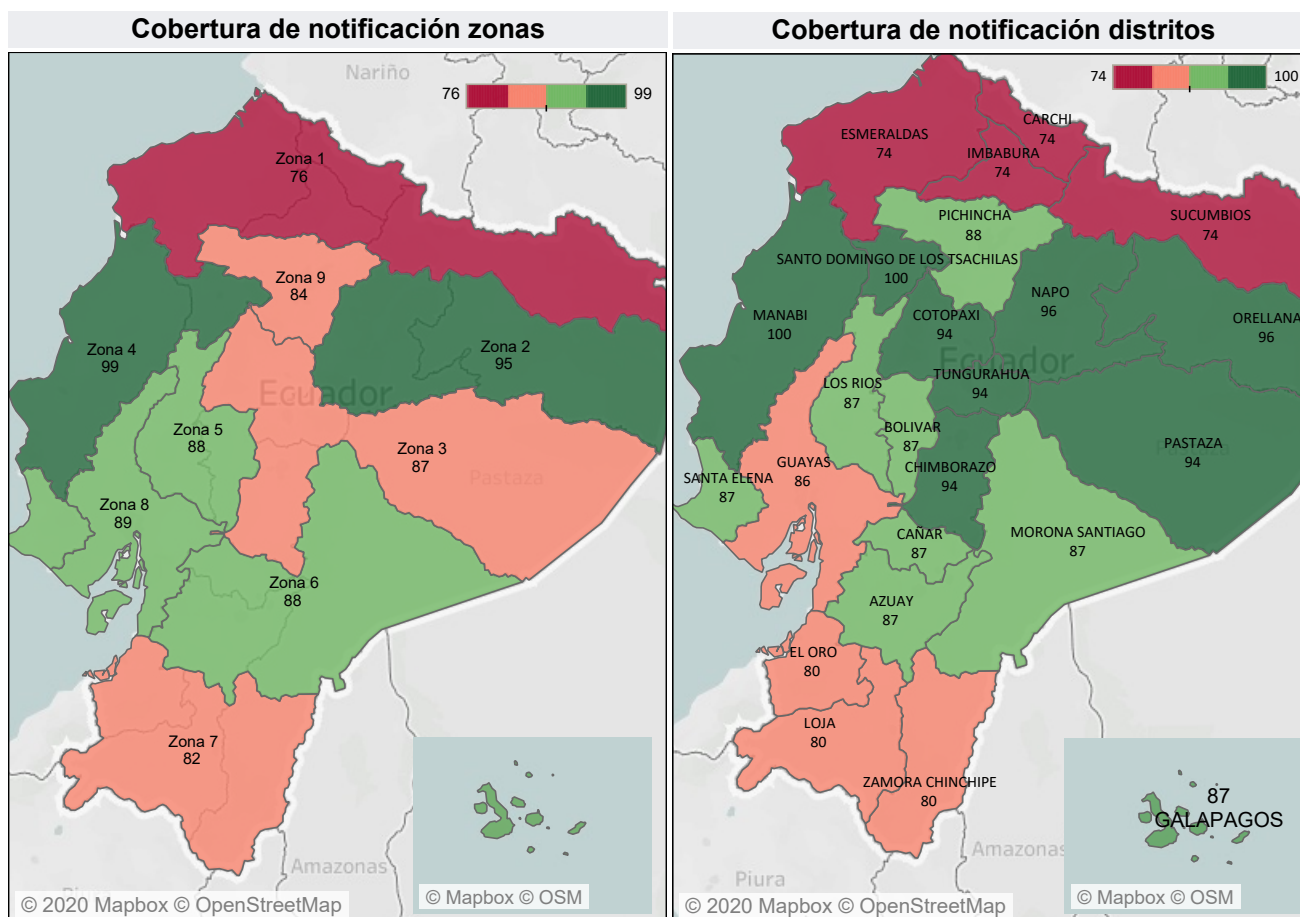 Cobertura de notificación zonas
Nariño
76
99
Zona 1
76
Zona 9
84
Zona 4
99
Zona 2
95
Ecuador
Zona 5
88
Zona 3
87
Pastaza
Zona 8
89
Zona 6
88
Zona 7
82
Amazonas
© Mapbox © OSM
© 2020 Mapbox © OpenStreetMap
Cobertura de notificación distritos
74
100
CARCHI
74
ESMERALDAS
74
IMBABURA
74
SUCUMBIOS
74
PICHINCHA
88
SANTO DOMINGO DE LOS TSACHILAS
100
NAPO
96
MANABI
100
COTOPAXI
94
ORELLANA
96
Ecuador
TUNGURAHUA
94
LOS RIOS
87
BOLIVAR
87
PASTAZA
94
GUAYAS
86
CHIMBORAZO
94
SANTA ELENA
87
CAÑAR
87
MORONA SANTIAGO
87
AZUAY
87
EL ORO
80
LOJA
80
ZAMORA CHINCHIPE
80
87
GALAPAGOS
Amazonas
Piura
© Mapbox © OSM
© 2020 Mapbox © OpenStreetMap